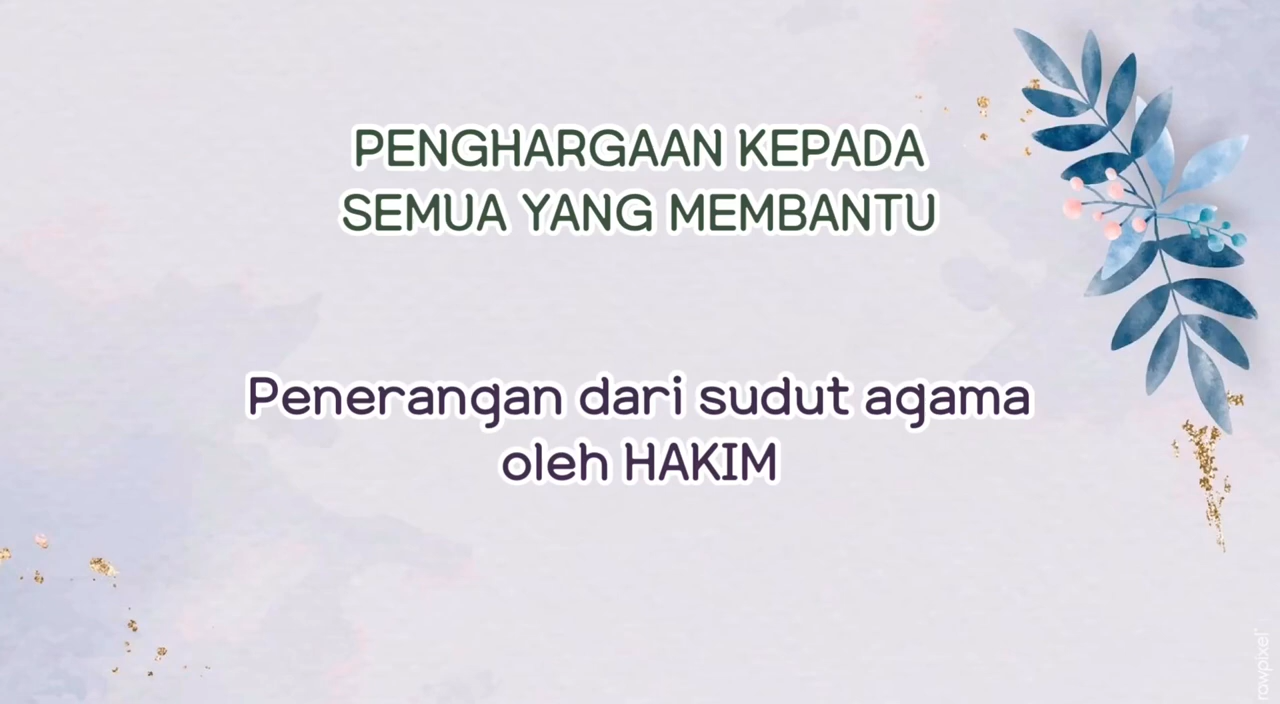 PENGHARGAAN KEPADA
SEMUA YANG MEMBANTU
Penerangan dari sudut agama
oleh HAKIM
rawpixel